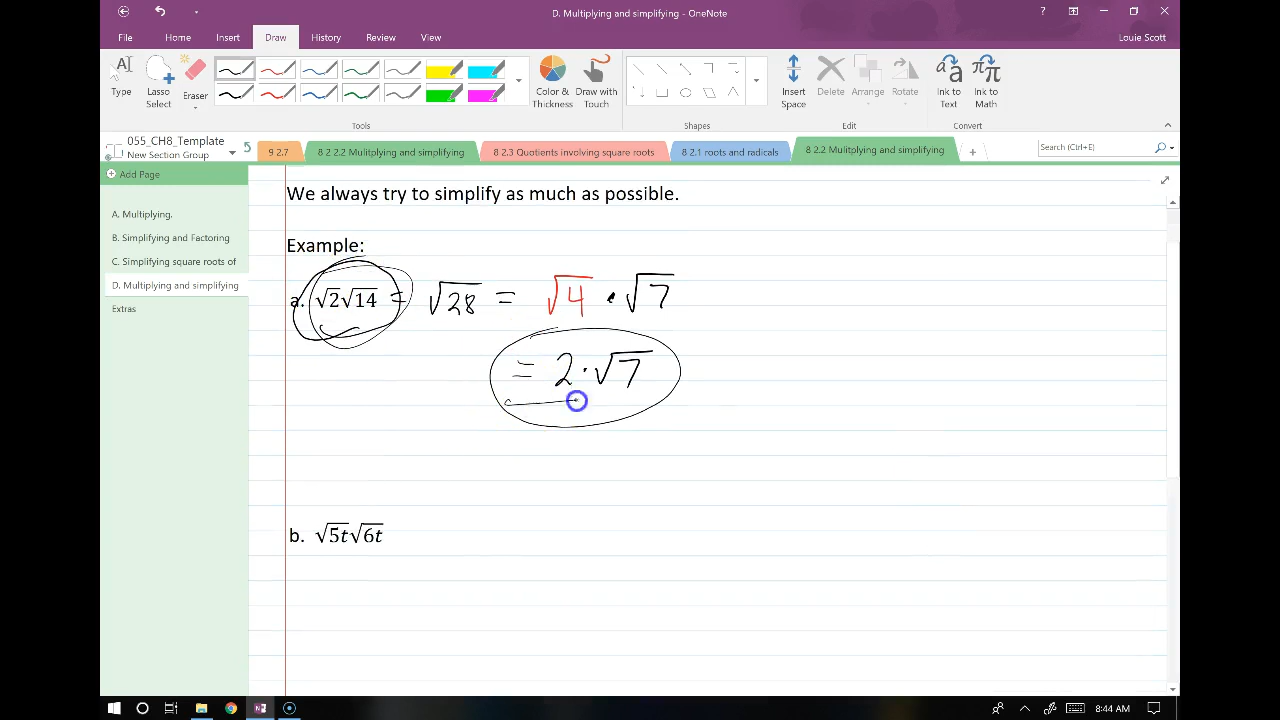 D. Multiplying and simplifying - OneNote
?
File Home Insert Draw History Review View Louie Scott
Type Lasso Select Eraser Color & Thickness Draw with Touch Insert Space Delete Arrange Rotate Ink to Text Ink to Math
Tools Shapes Edit Convert
055_CH8_Template
New Section Group
9 2.7 8 2.2.2 Mulitplying and simplifying 8 2.3 Quotients involving square roots 8 2.1 roots and radicals 8 2.2 Mulitplying and simplifying + Search (Ctrl+E)
Add Page
A. Multiplying.
B. Simplifying and Factoring
C. Simplifying square roots of
D. Multiplying and simplifying
Extras
We always try to simplify as much as possible.
Example:
a. √2√14 = √28 = √4 • √7
= 2·√7
b. √5t√6t
8:44 AM